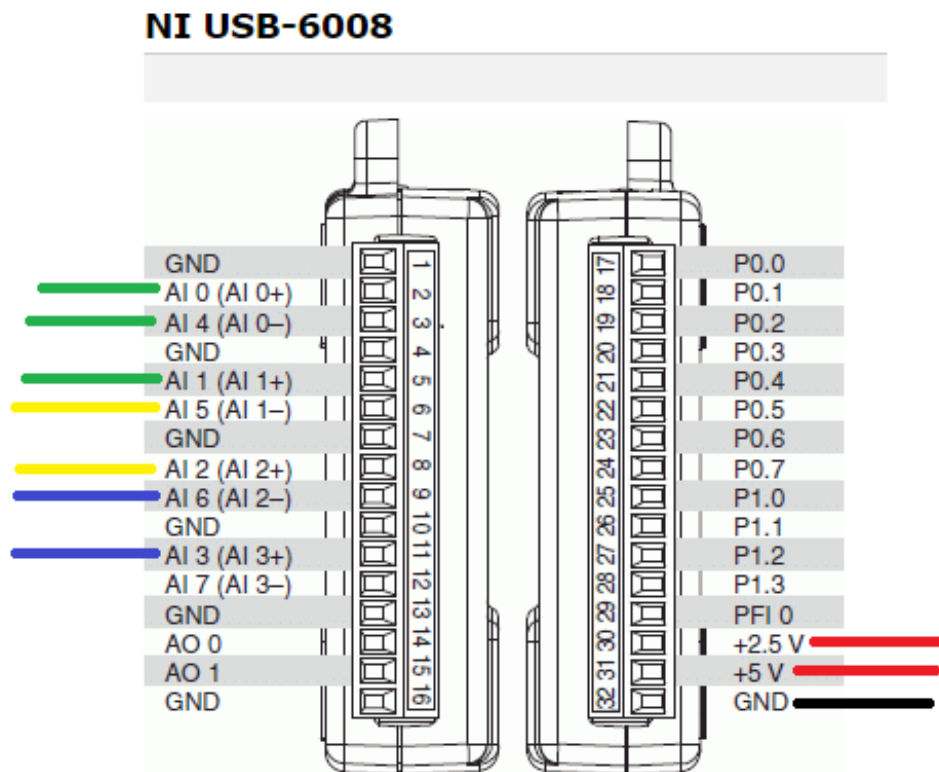 NI USB-6008
GND 1 17 P0.0
AI 0 (AI 0+) 2 18 P0.1
AI 4 (AI 0–) 3 19 P0.2
GND 4 20 P0.3
AI 1 (AI 1+) 5 21 P0.4
AI 5 (AI 1–) 6 22 P0.5
GND 7 23 P0.6
AI 2 (AI 2+) 8 24 P0.7
AI 6 (AI 2–) 9 25 P1.0
GND 10 26 P1.1
AI 3 (AI 3+) 11 27 P1.2
AI 7 (AI 3–) 12 28 P1.3
GND 13 29 PFI 0
AO 0 14 30 +2.5 V
AO 1 15 31 +5 V
GND 16 32 GND